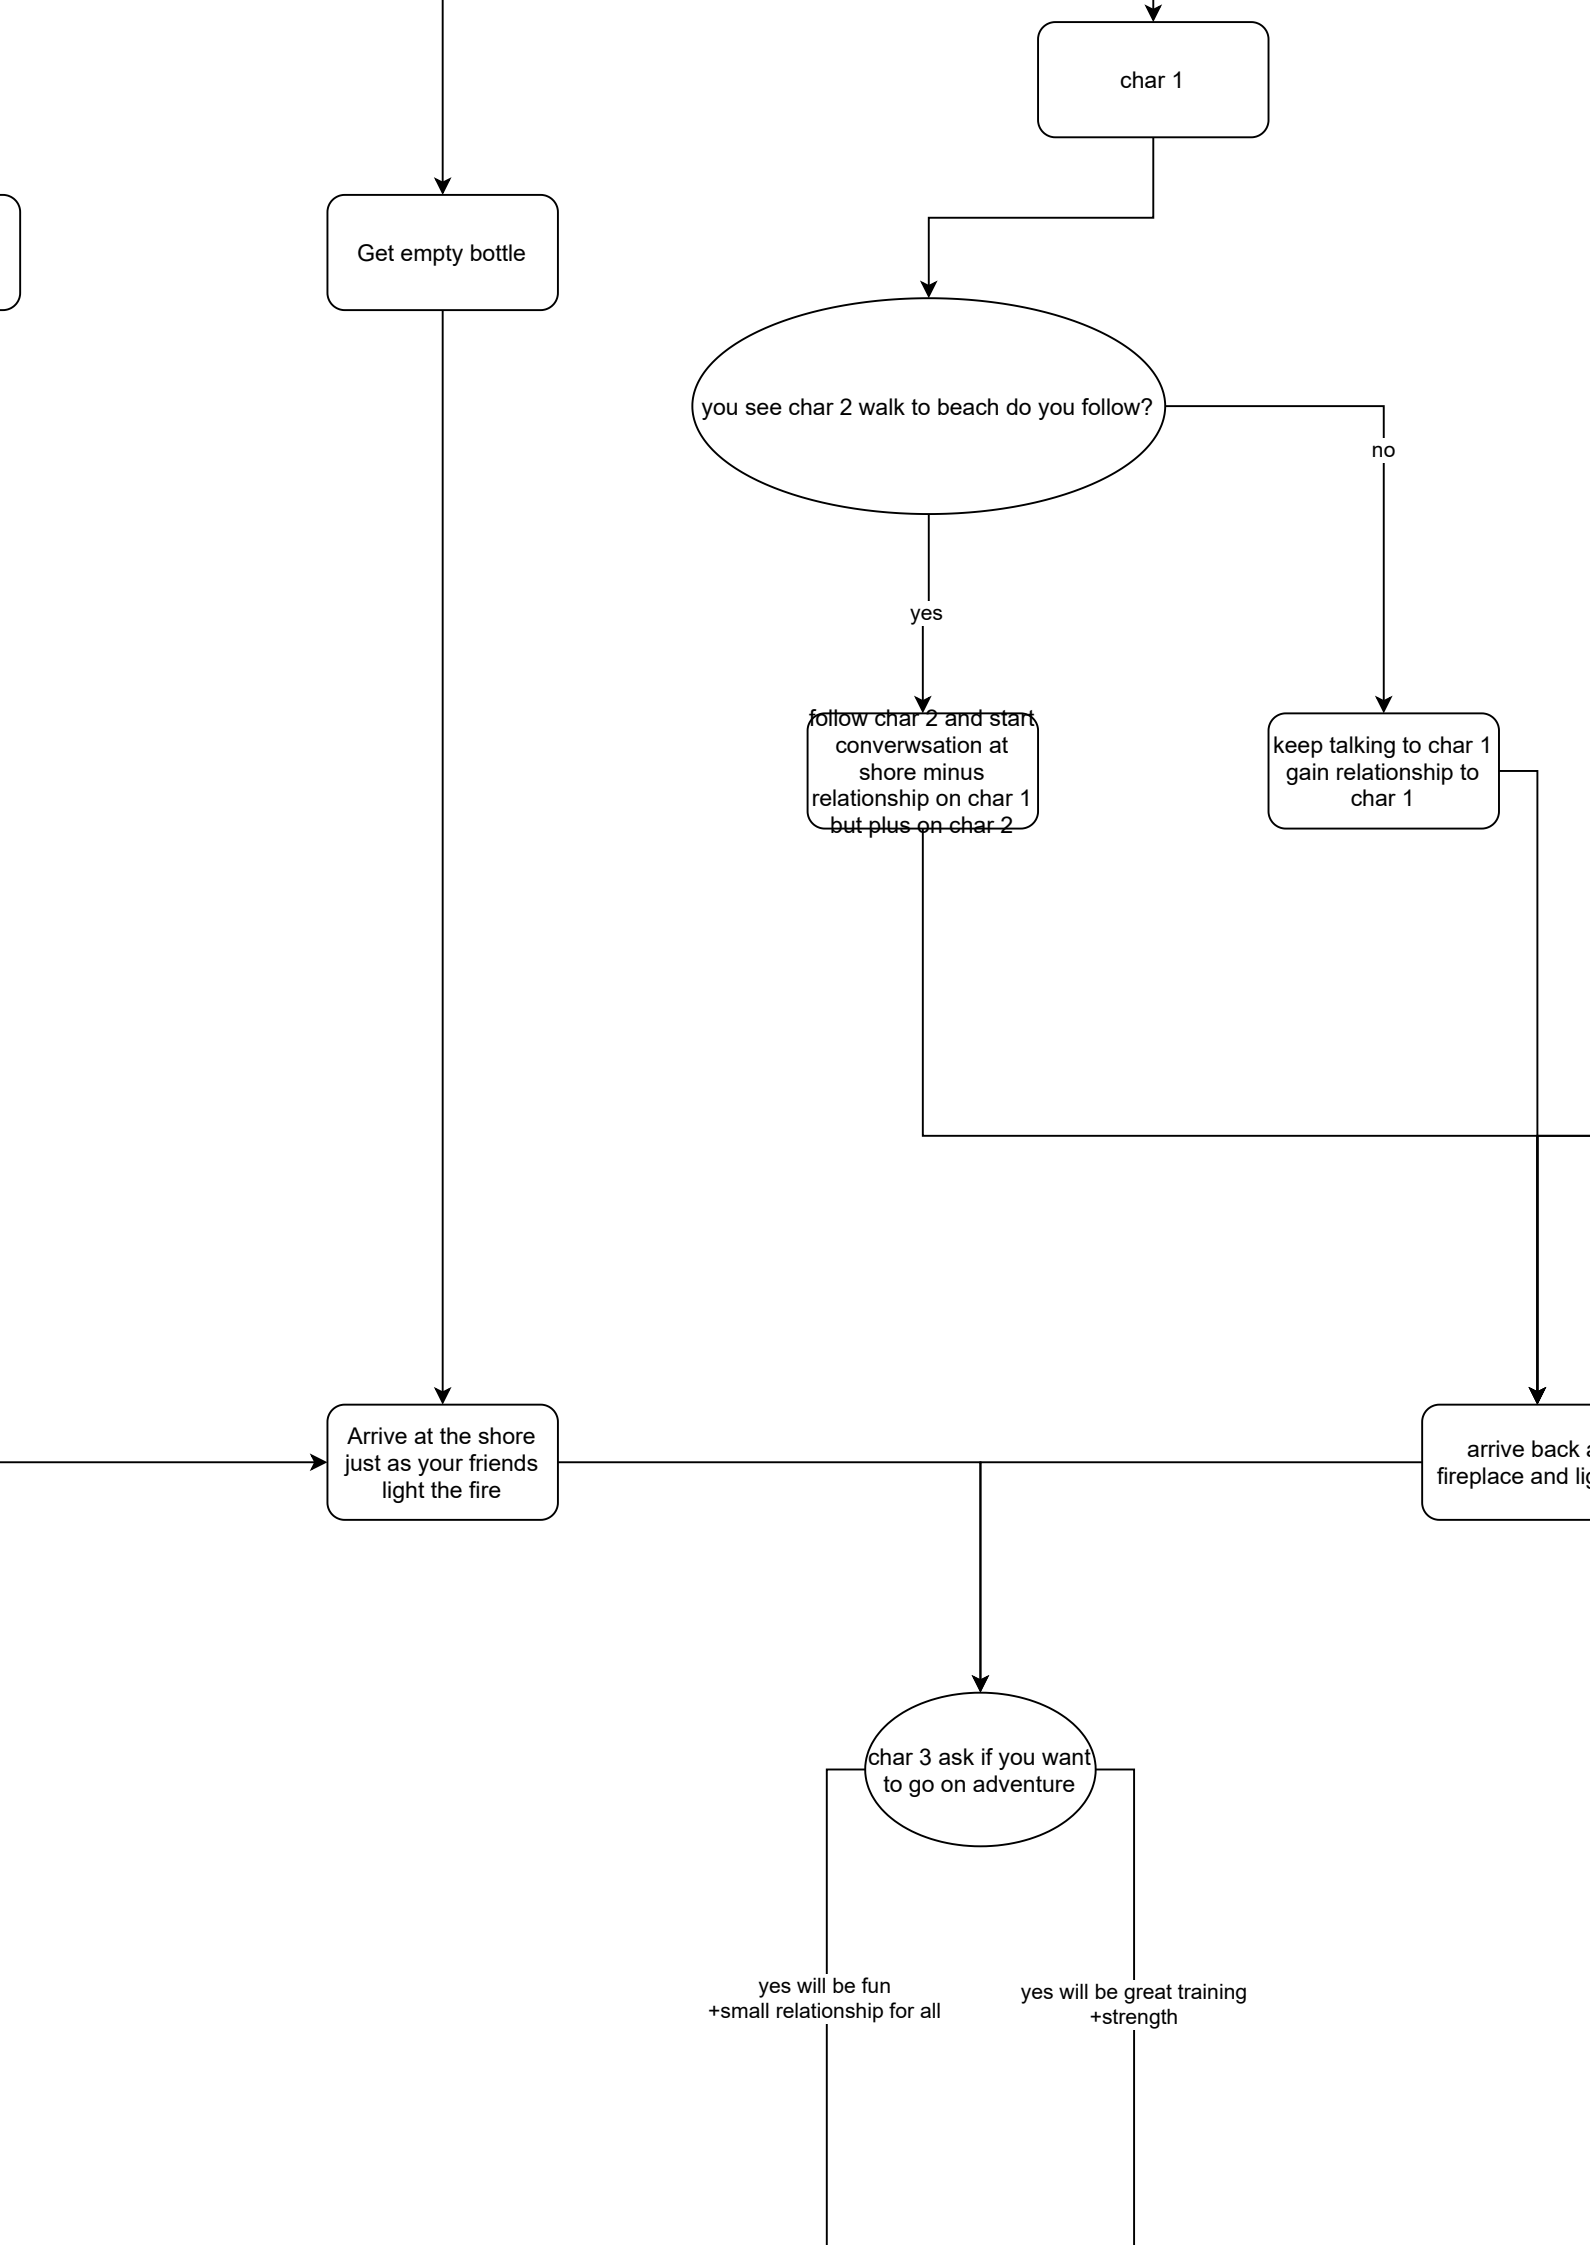 char 1
Get empty bottle
you see char 2 walk to beach do you follow?
no
yes
follow char 2 and start
converwsation at
shore minus
relationship on char 1
but plus on char 2
keep talking to char 1
gain relationship to
char 1
Arrive at the shore
just as your friends
light the fire
arrive back
fireplace and
char 3 ask if you want
to go on adventure
yes will be fun
+small relationship for all
yes will be great training
+strength